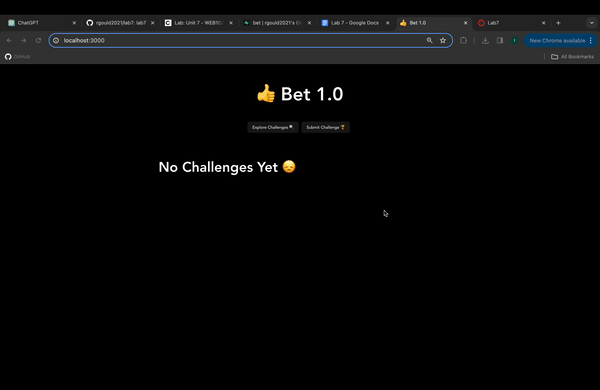 ChatGPT
rgould2021/lab7: lab7
Lab: Unit 7 - WEB10
bet | rgould2021's C
Lab 7 - Google Docs
Bet 1.0
Lab7
localhost:3000
New Chrome available
GitHub
All Bookmarks
👍 Bet 1.0
Explore Challenges 🔍
Submit Challenge 🏆
No Challenges Yet 😞